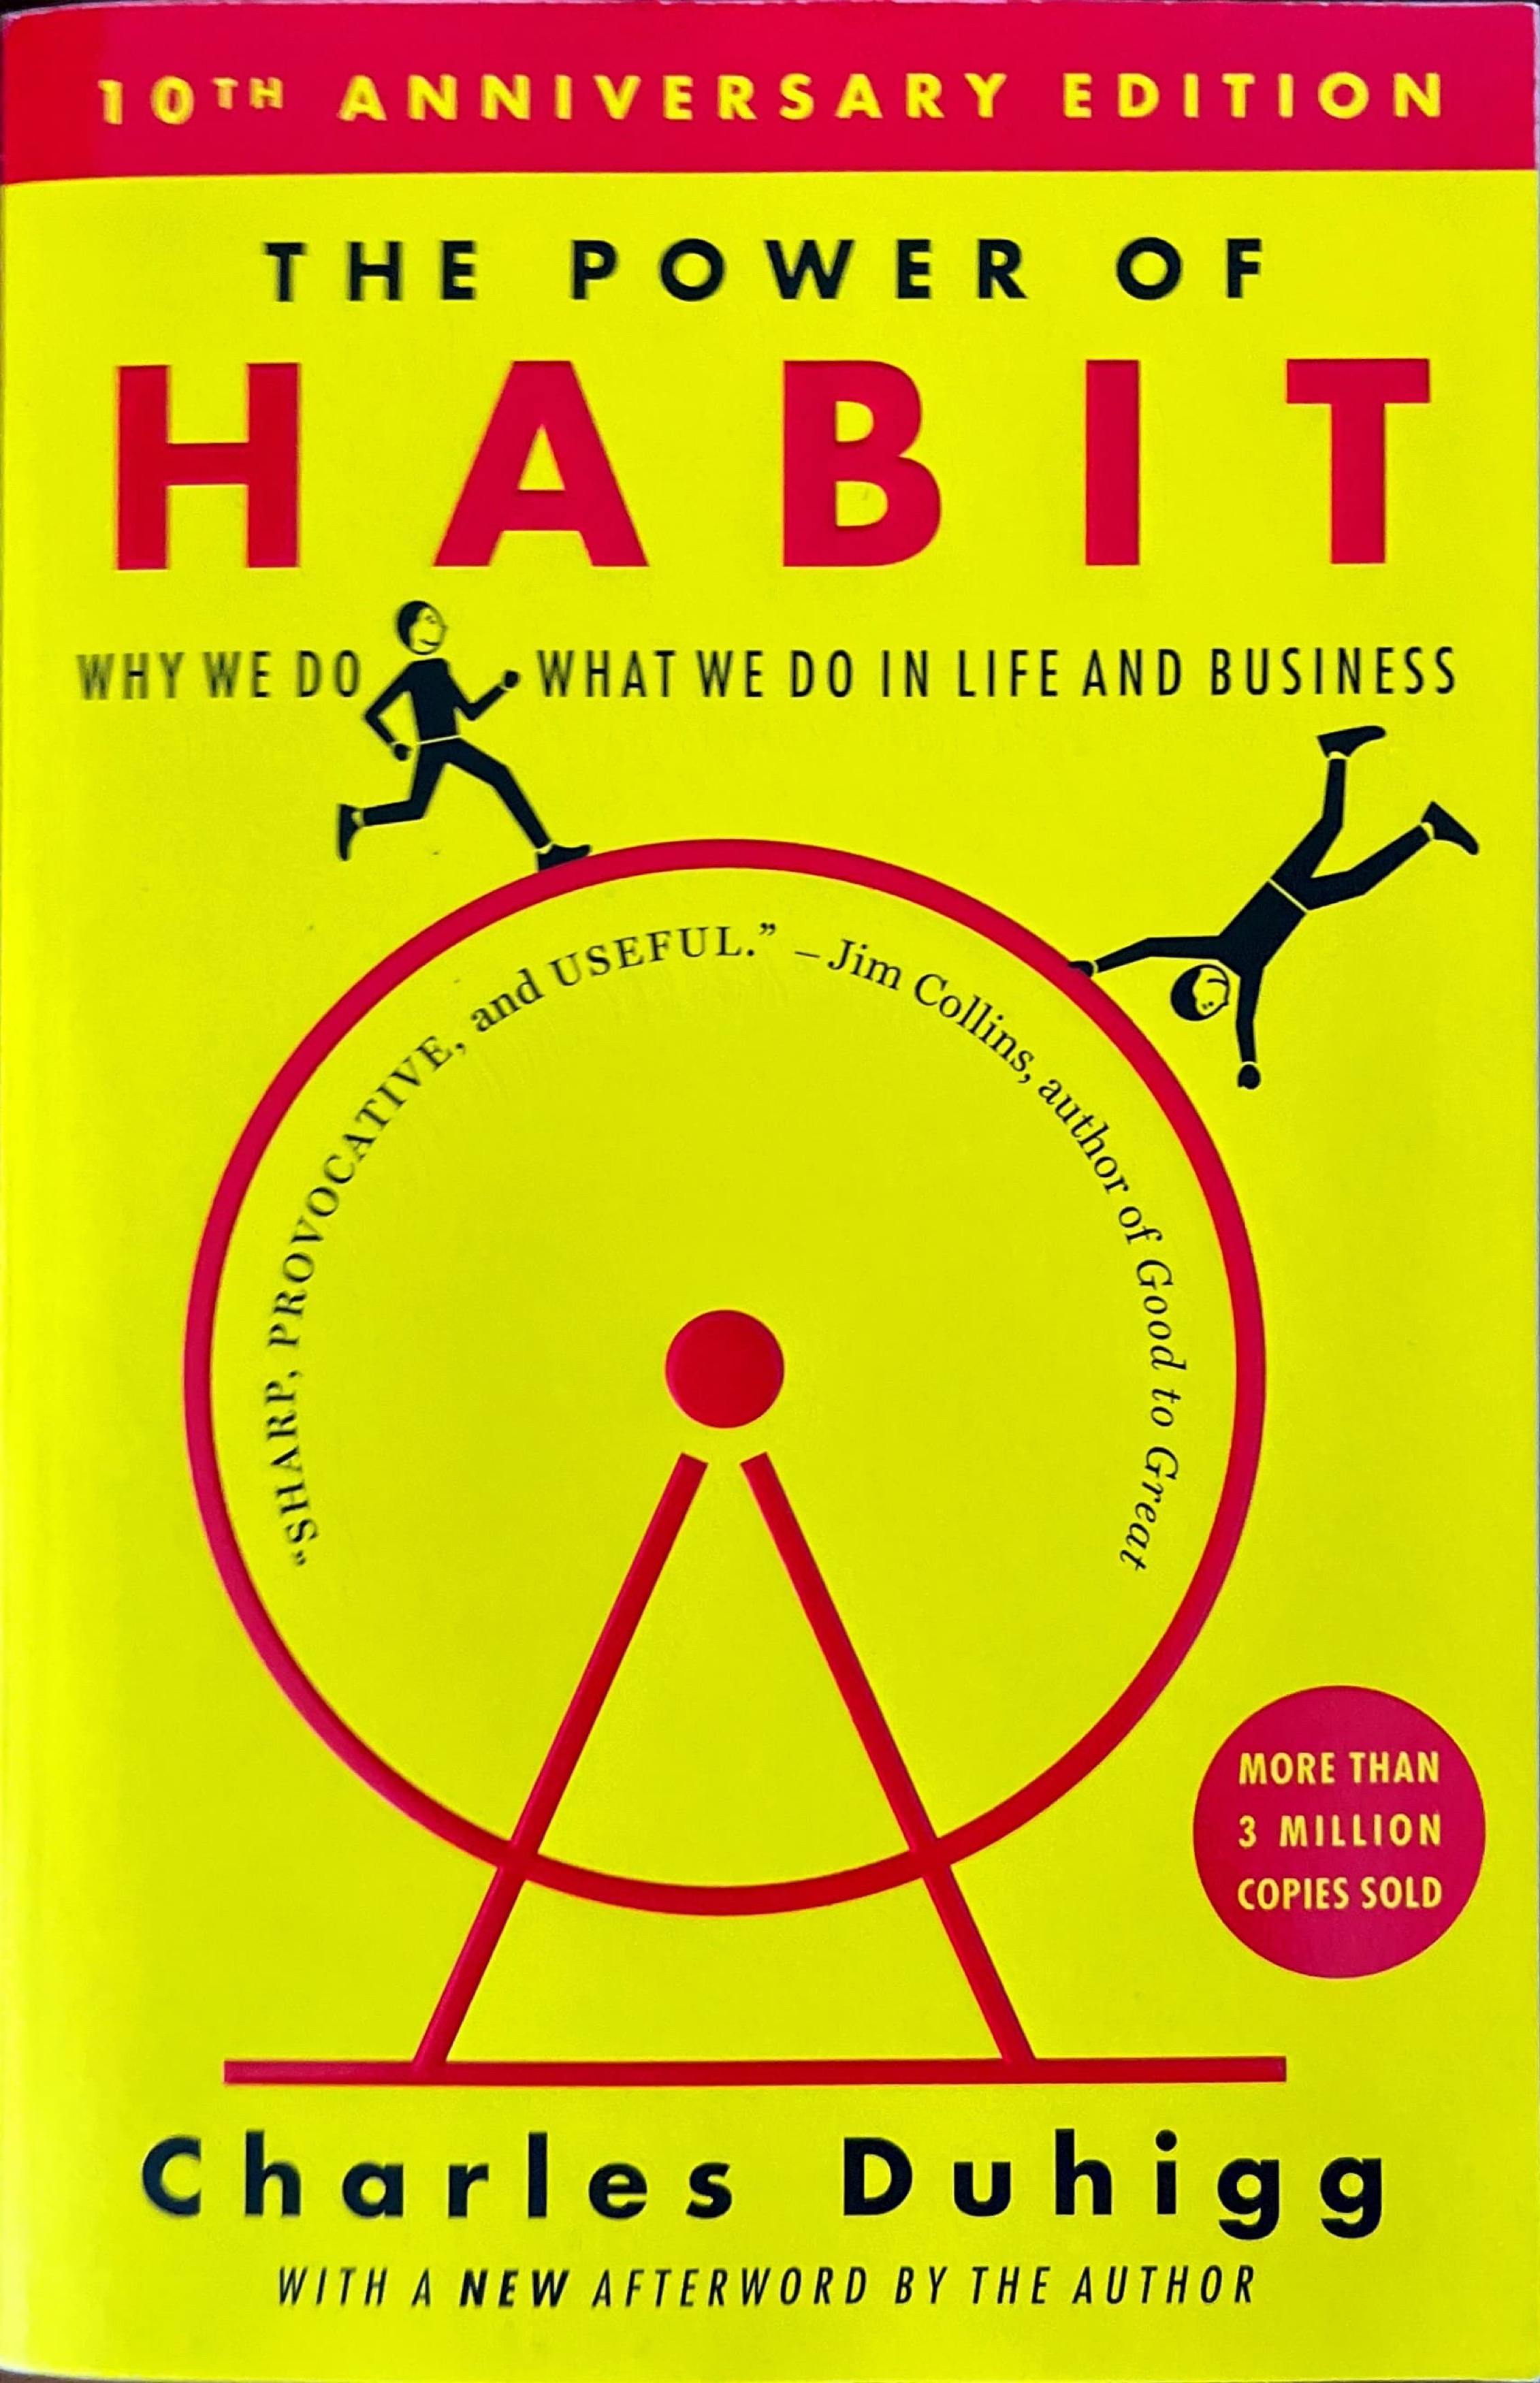 10TH ANNIVERSARY EDITION
THE POWER OF
HABIT
WHY WE DO WHAT WE DO IN LIFE AND BUSINESS
“SHARP, PROVOCATIVE, and USEFUL.” –Jim Collins, author of Good to Great
MORE THAN
3 MILLION
COPIES SOLD
Charles Duhigg
WITH A NEW AFTERWORD BY THE AUTHOR